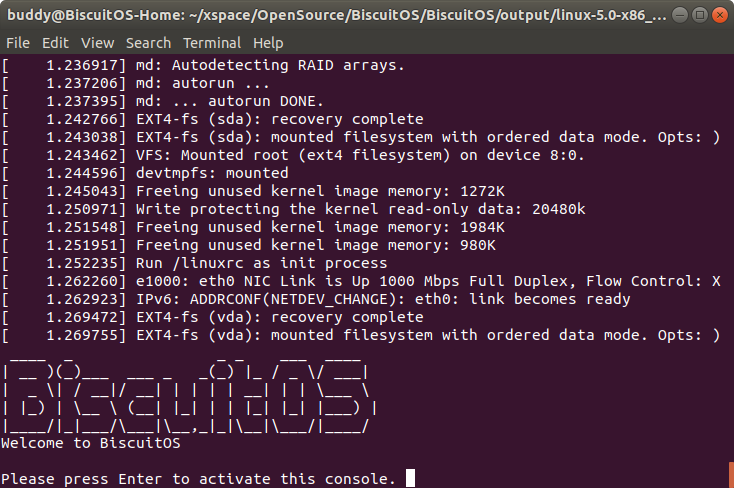 buddy@BiscuitOS-Home: ~/xspace/OpenSource/BiscuitOS/BiscuitOS/output/linux-5.0-x86_...
File Edit View Search Terminal Help
[    1.236917] md: Autodetecting RAID arrays.
[    1.237206] md: autorun ...
[    1.237395] md: ... autorun DONE.
[    1.242766] EXT4-fs (sda): recovery complete
[    1.243038] EXT4-fs (sda): mounted filesystem with ordered data mode. Opts: )
[    1.243462] VFS: Mounted root (ext4 filesystem) on device 8:0.
[    1.244596] devtmpfs: mounted
[    1.245043] Freeing unused kernel image memory: 1272K
[    1.250971] Write protecting the kernel read-only data: 20480k
[    1.251548] Freeing unused kernel image memory: 1984K
[    1.251951] Freeing unused kernel image memory: 980K
[    1.252235] Run /linuxrc as init process
[    1.262260] e1000: eth0 NIC Link is Up 1000 Mbps Full Duplex, Flow Control: X
[    1.262923] IPv6: ADDRCONF(NETDEV_CHANGE): eth0: link becomes ready
[    1.269472] EXT4-fs (vda): recovery complete
[    1.269755] EXT4-fs (vda): mounted filesystem with ordered data mode. Opts: )
BiscuitOS
Welcome to BiscuitOS
Please press Enter to activate this console.